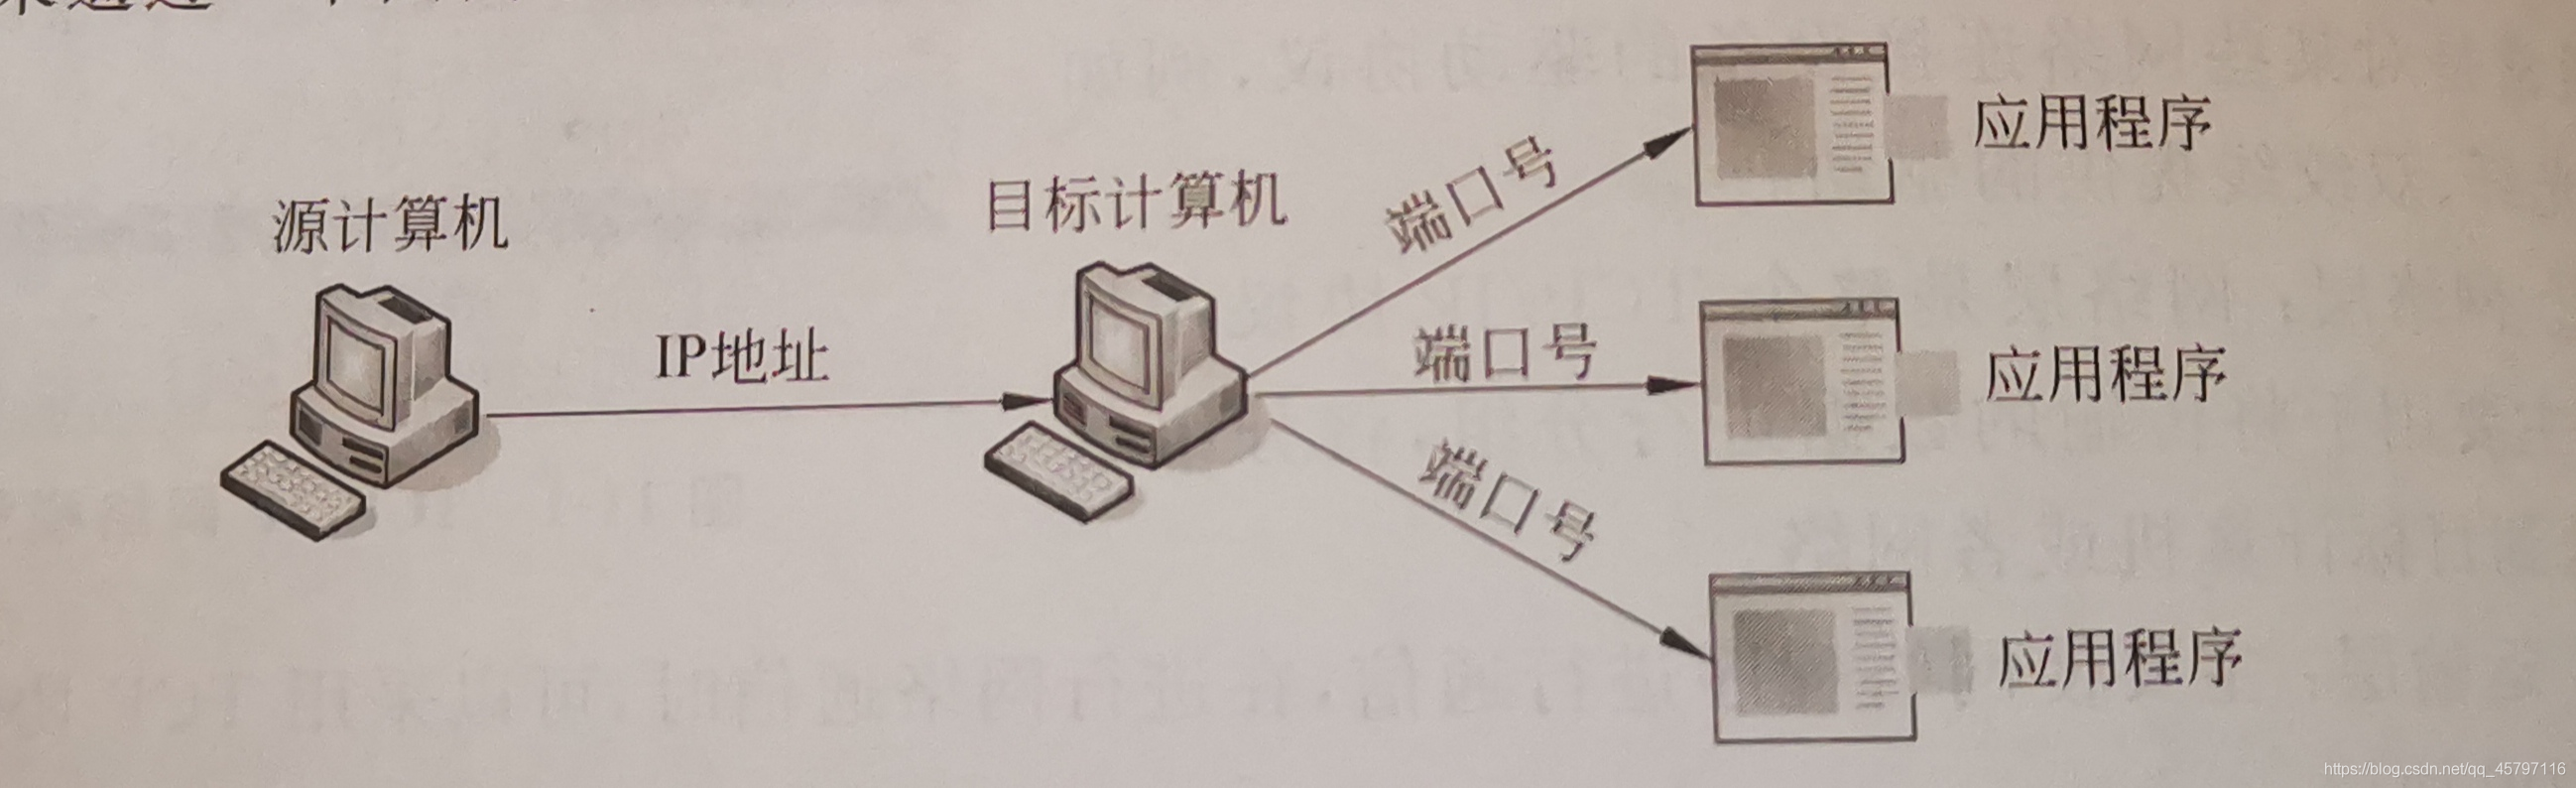 源计算机
IP地址
目标计算机
端口号
应用程序
端口号
应用程序
端口号
应用程序
https://blog.csdn.net/qq_45797116